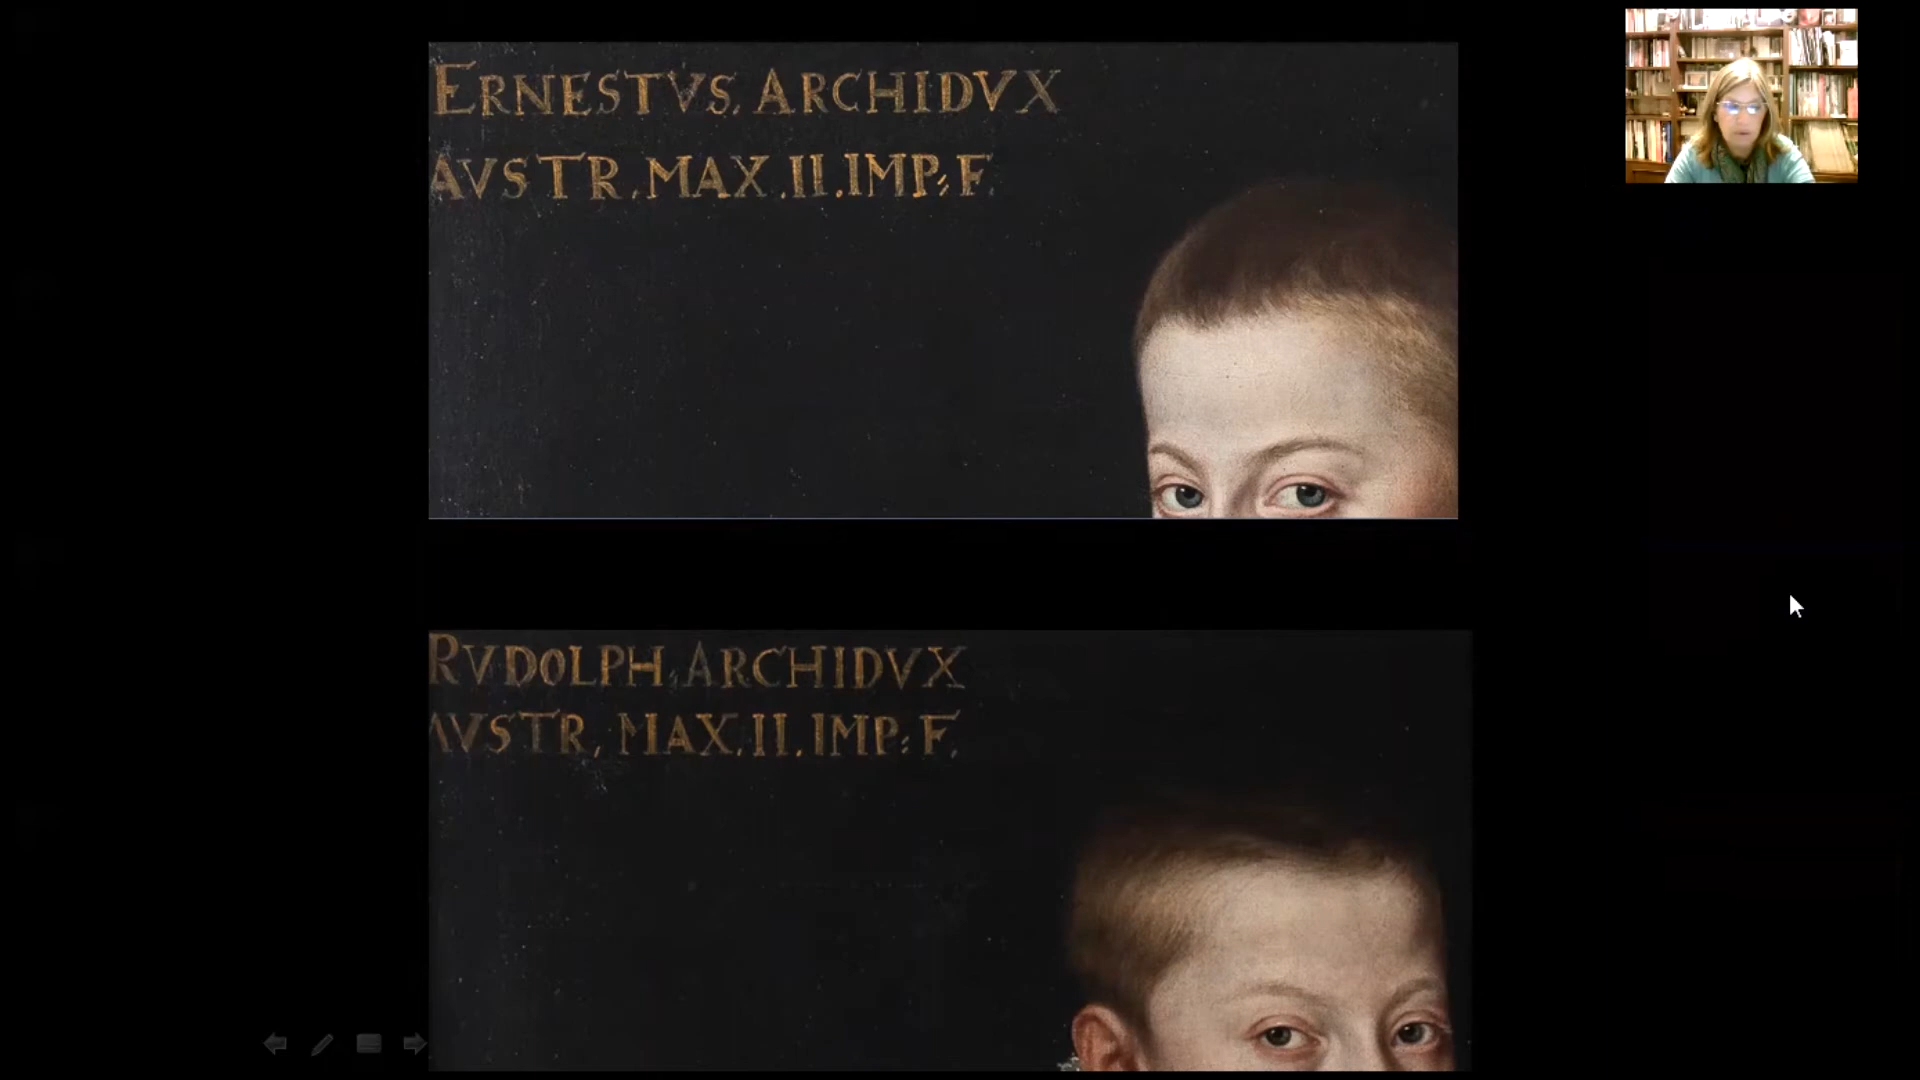 ERNESTVS. ARCHIDVX
AVSTR. MAX. II. IMP: F.
RVDOLPH. ARCHIDVX
AVSTR. MAX. II. IMP: F.